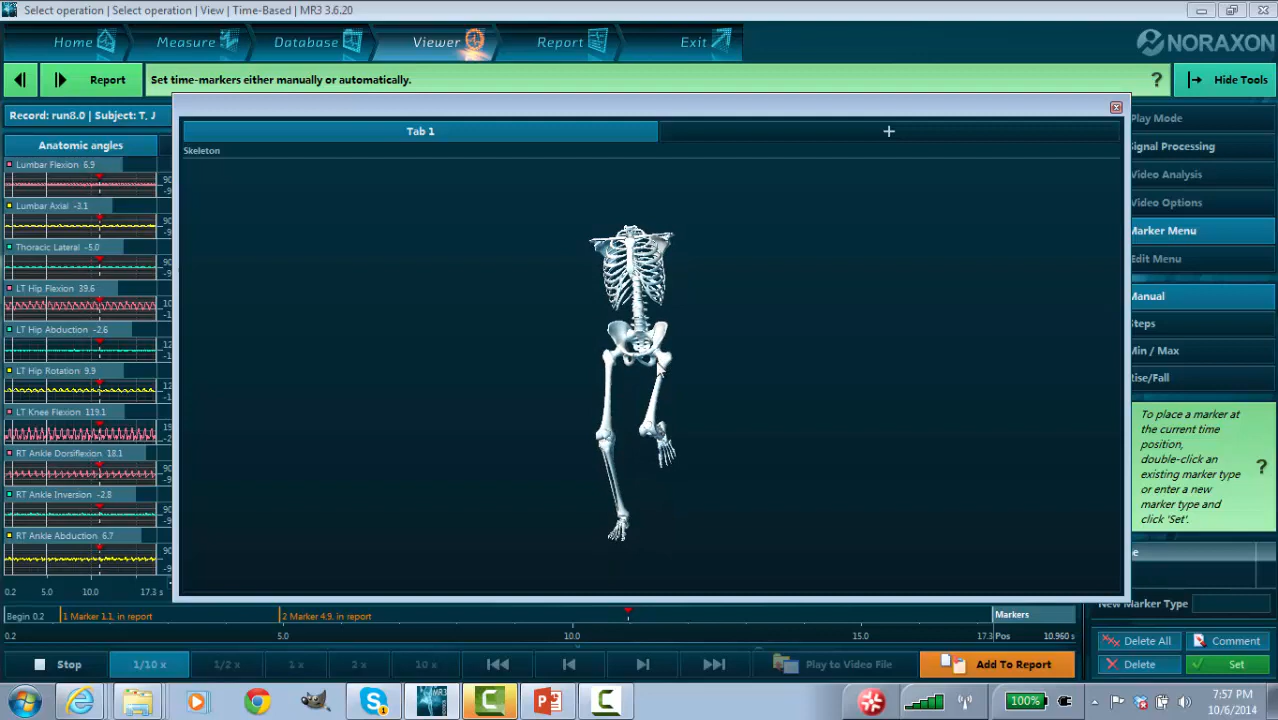 Select operation | Select operation | View | Time-Based | MR3 3.6.20
Home
Measure
Database
Viewer
Report
Exit
NORAXON
Report
Set time-markers either manually or automatically.
?
Hide Tools
Record: run8.0 | Subject: T, J
Tab 1
+
Skeleton
Anatomic angles
Lumbar Flexion 6.9
Lumbar Axial -3.1
Thoracic Lateral -5.0
LT Hip Flexion 39.6
LT Hip Abduction -2.6
LT Hip Rotation 9.9
LT Knee Flexion 119.1
RT Ankle Dorsiflexion 18.1
RT Ankle Inversion -2.8
RT Ankle Abduction 6.7
0.2 5.0 10.0 17.3 s
Play Mode
Signal Processing
Video Analysis
Video Options
Marker Menu
Edit Menu
Manual
Steps
Min / Max
Rise/Fall
To place a marker at
the current time
position,
double-click an
existing marker type
or enter a new
marker type and
click 'Set'.
?
New Marker Type
Begin 0.2
1 Marker 1.1, in report
2 Marker 4.9, in report
Markers
0.2 5.0 10.0 15.0 17.3
Pos 10.960 s
Delete All
Comment
Delete
Set
Stop
1/10 x
1/2 x
1 x
2 x
10 x
Play to Video File
Add To Report
MR3
100%
7:57 PM
10/6/2014